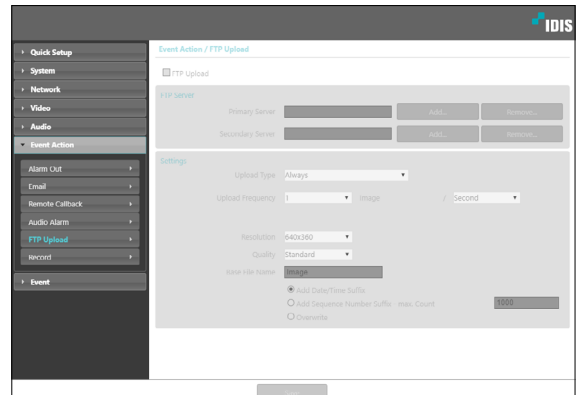 IDIS
Quick Setup
System
Network
Video
Audio
Event Action
Alarm Out
Email
Remote Callback
Audio Alarm
FTP Upload
Record
Event
Event Action / FTP Upload
FTP Upload
FTP Server
Primary Server Add... Remove...
Secondary Server Add... Remove...
Settings
Upload Type Always
Upload Frequency 1 image / Second
Resolution 640x360
Quality Standard
Base File Name image
Add Date/Time Suffix
Add Sequence Number Suffix - max. Count 1000
Overwrite
Save